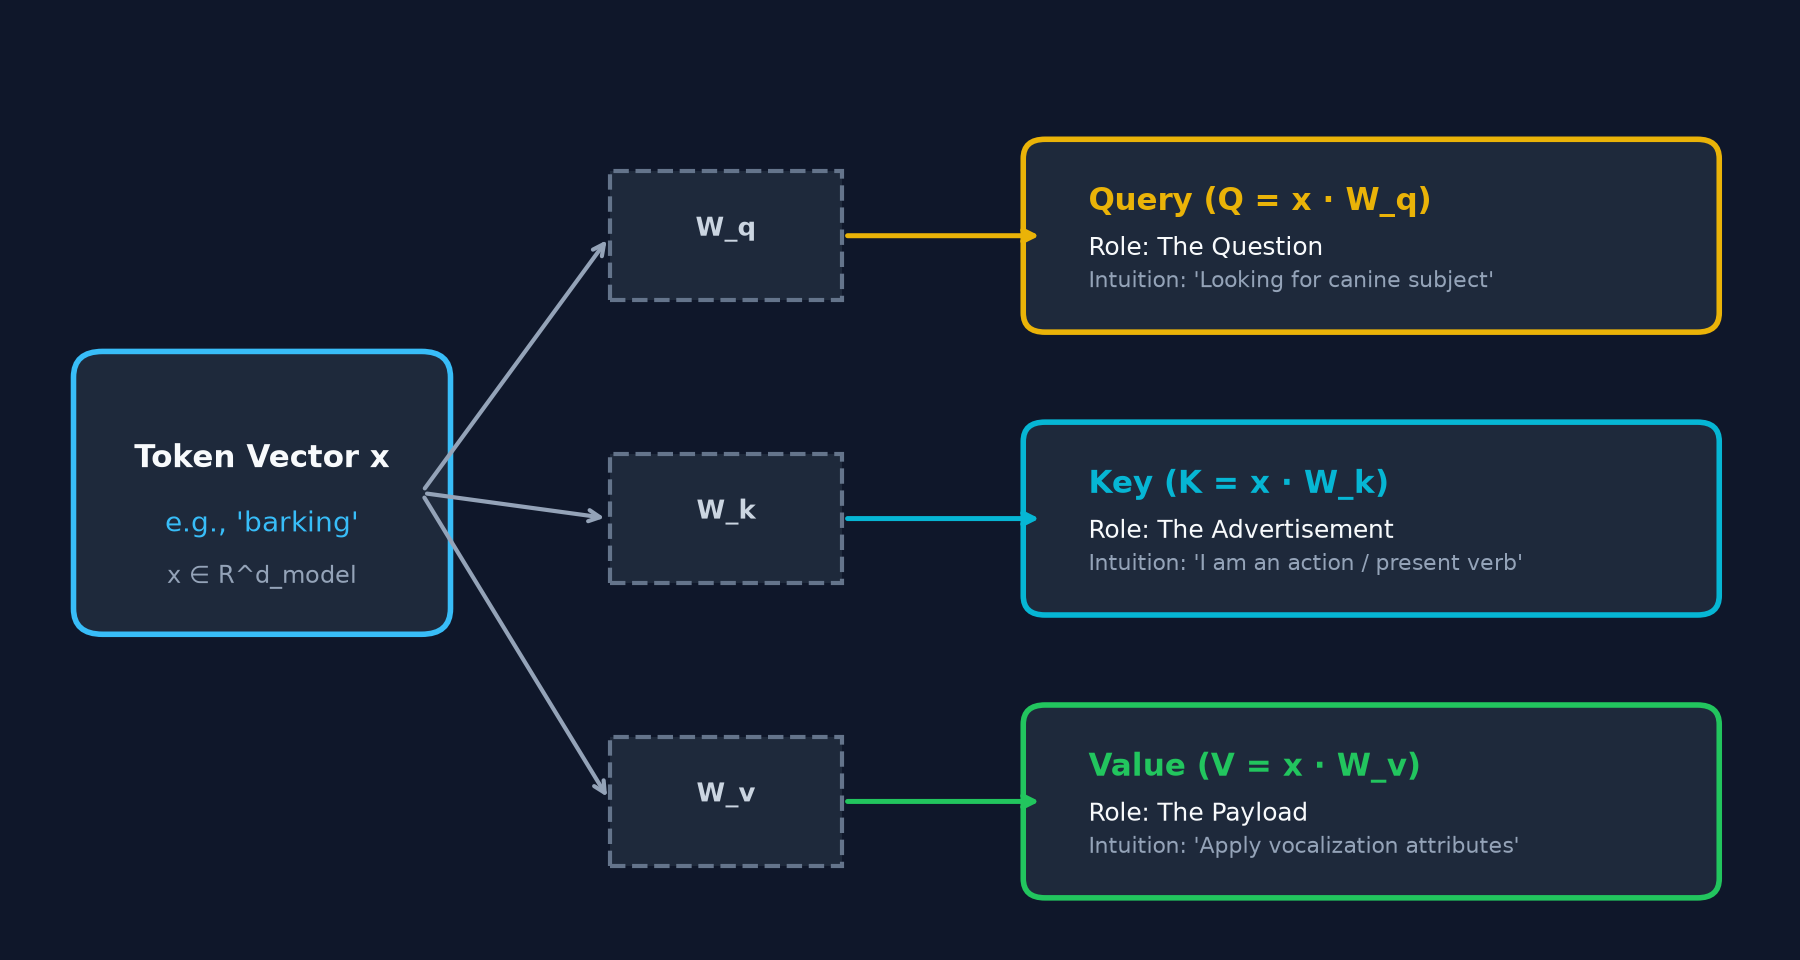 Token Vector x
e.g., 'barking'
x ∈ R^d_model
W_q
W_k
W_v
Query (Q = x · W_q)
Role: The Question
Intuition: 'Looking for canine subject'
Key (K = x · W_k)
Role: The Advertisement
Intuition: 'I am an action / present verb'
Value (V = x · W_v)
Role: The Payload
Intuition: 'Apply vocalization attributes'